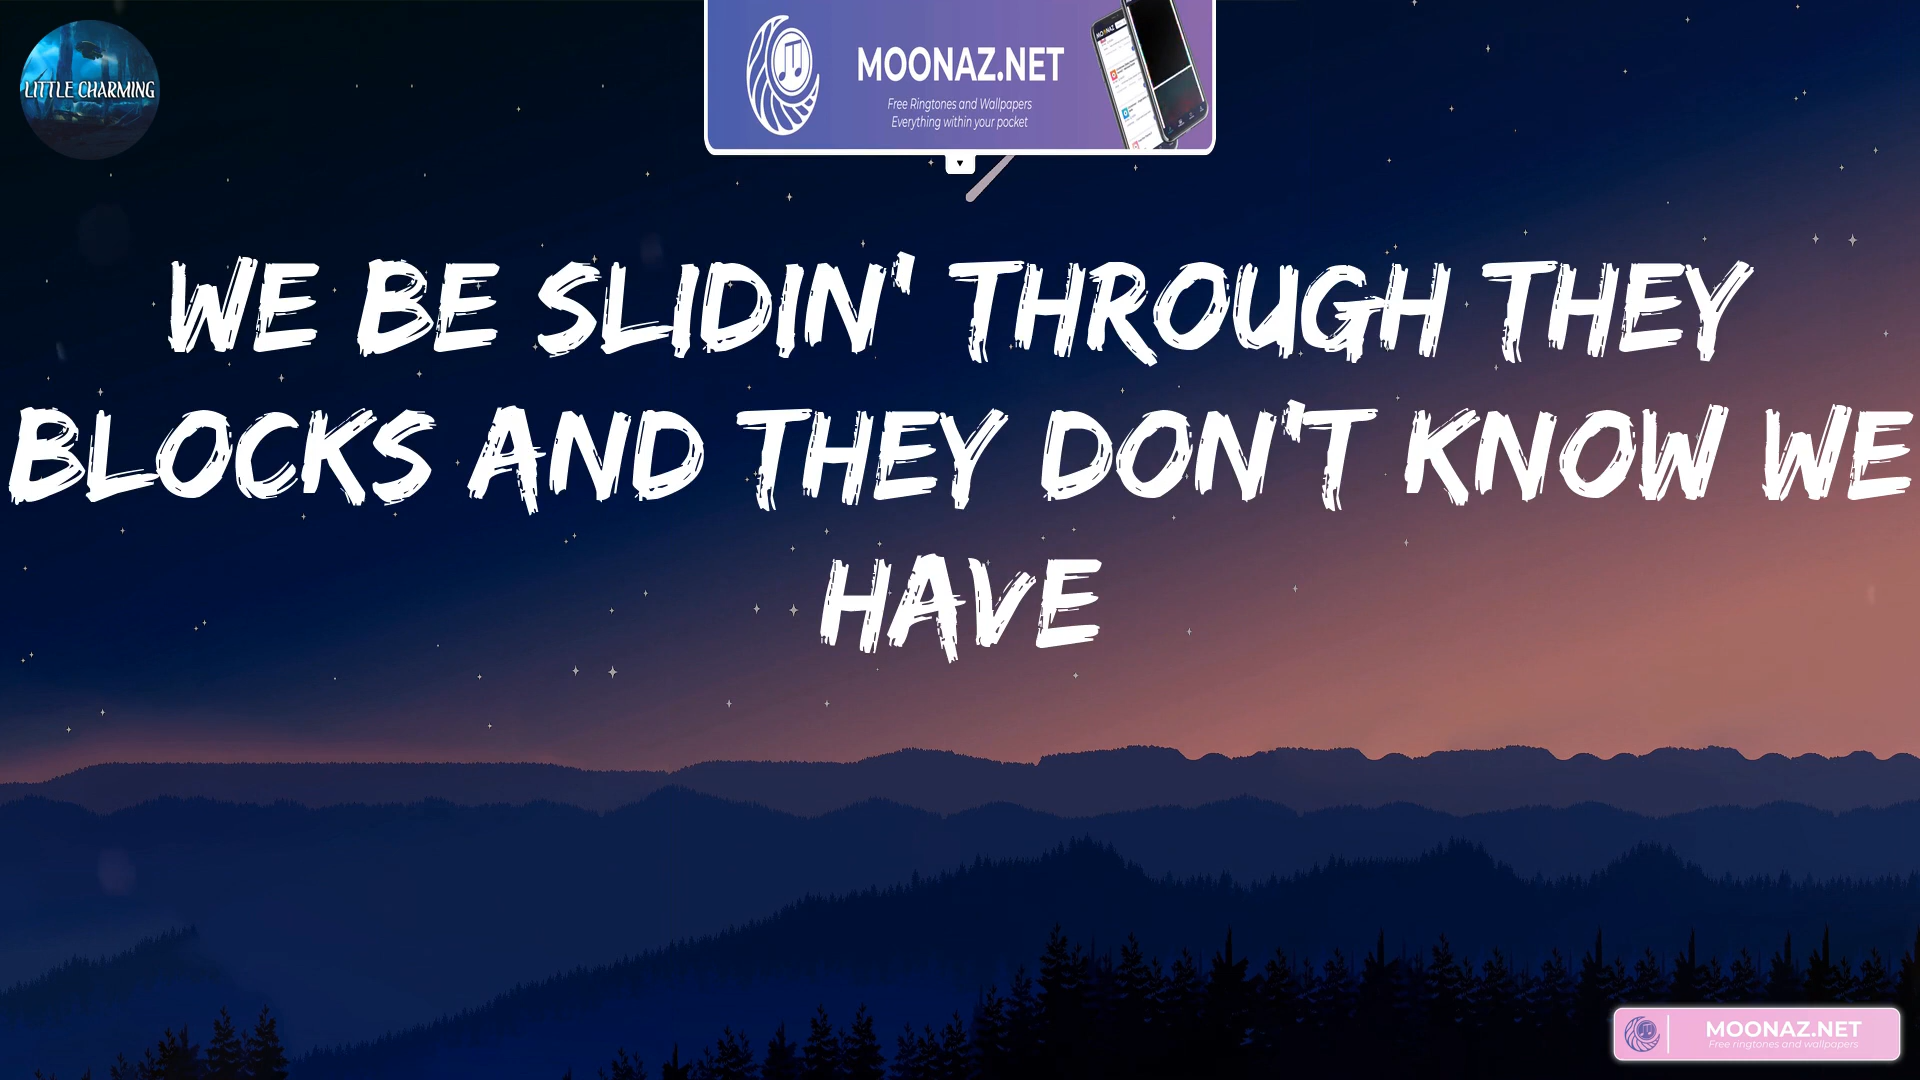 LITTLE CHARMING
MOONAZ.NET
Free Ringtones and Wallpapers
Everything within your pocket
WE BE SLIDIN' THROUGH THEY
BLOCKS AND THEY DON'T KNOW WE
HAVE
MOONAZ.NET
Free ringtones and wallpapers